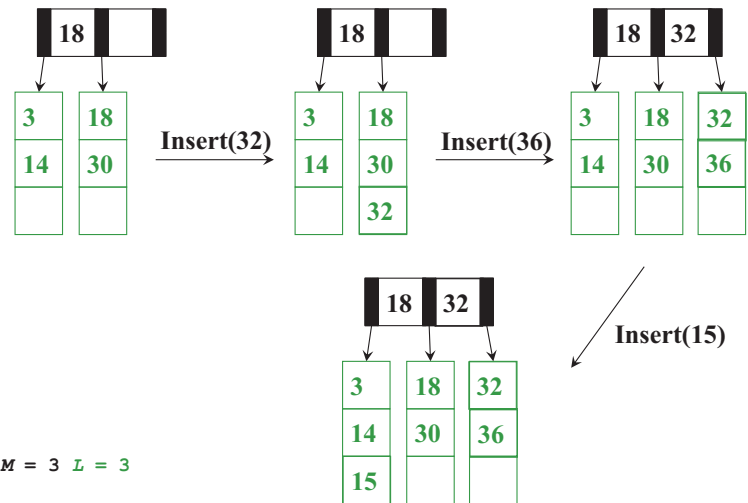 18
18
18 32
3 18
14 30
Insert(32)
3 18
14 30
32
Insert(36)
3 18 32
14 30 36
18 32
Insert(15)
3 18 32
14 30 36
15
M = 3 L = 3